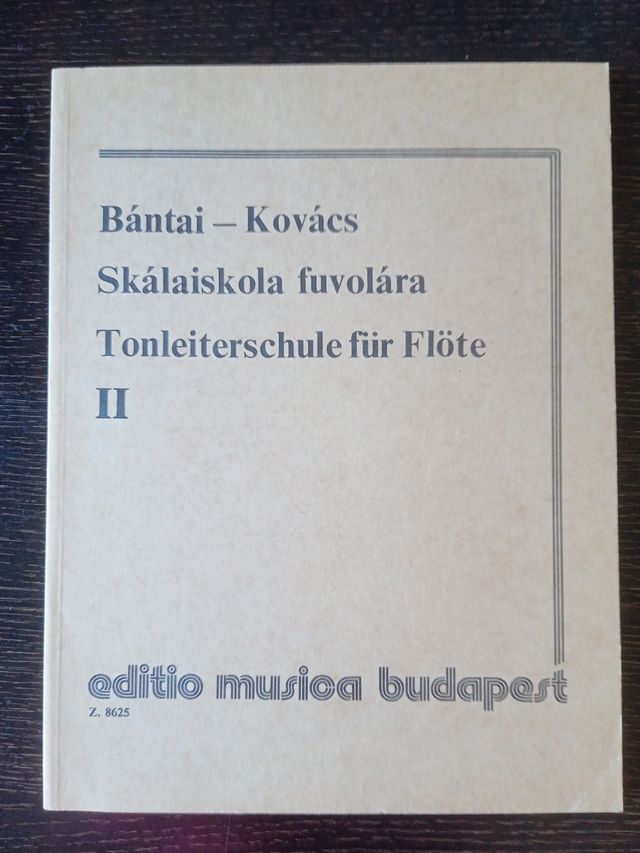 Bántai – Kovács
Skálaiskola fuvolára
Tonleiterschule für Flöte
II
editio musica budapest
Z. 8625